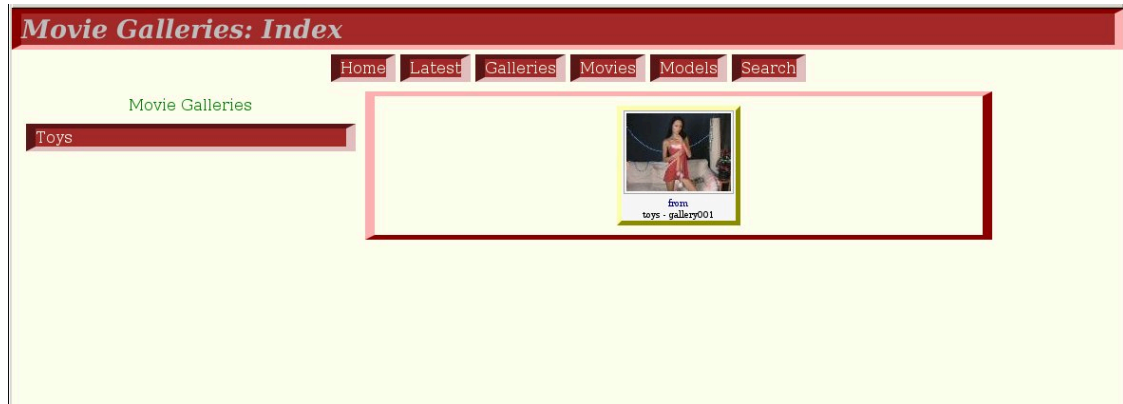 Movie Galleries: Index
Home Latest Galleries Movies Models Search
Movie Galleries
Toys
from
toys - gallery001